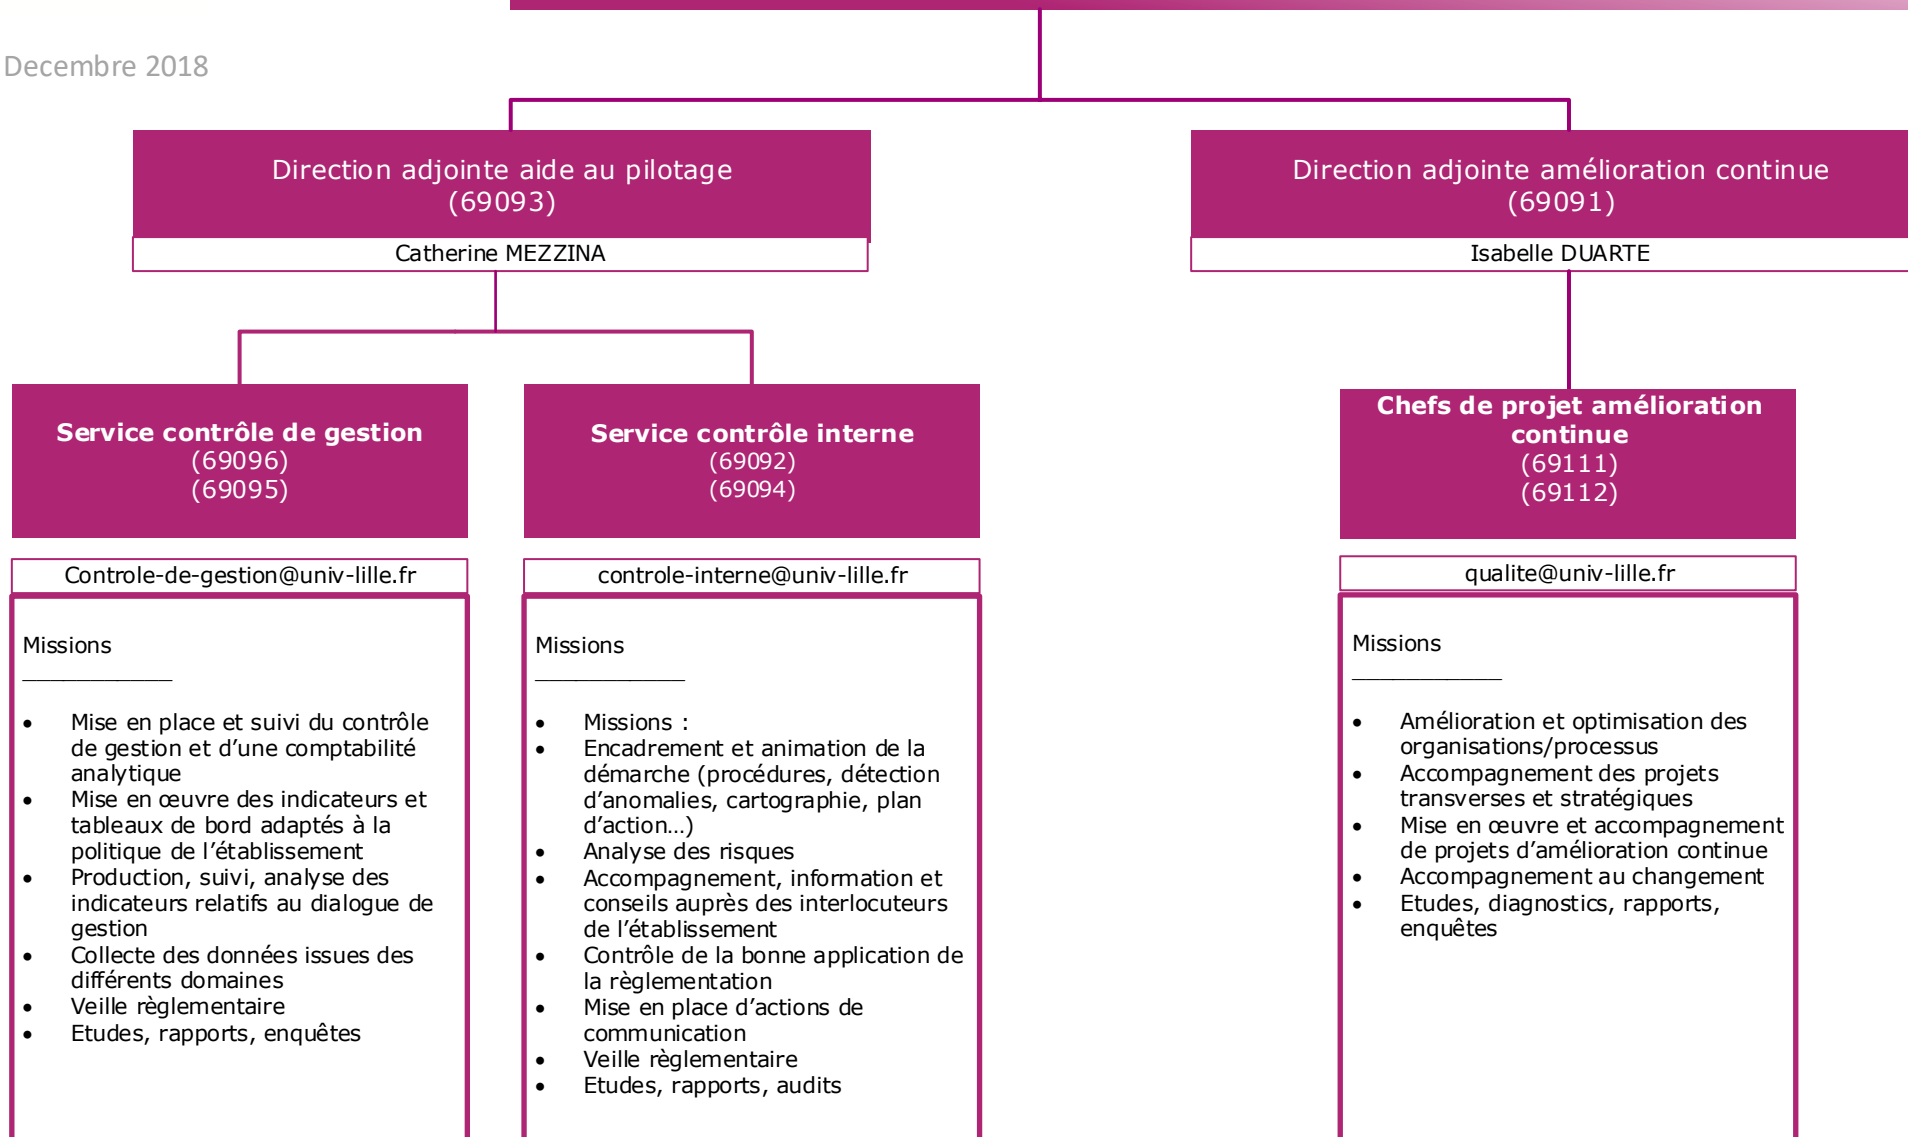 Decembre 2018
Direction adjointe aide au pilotage
(69093)
Catherine MEZZINA
Direction adjointe amélioration continue
(69091)
Isabelle DUARTE
Service contrôle de gestion
(69096)
(69095)
Controle-de-gestion@univ-lille.fr
Missions
• Mise en place et suivi du contrôle
de gestion et d’une comptabilité
analytique
• Mise en œuvre des indicateurs et
tableaux de bord adaptés à la
politique de l’établissement
• Production, suivi, analyse des
indicateurs relatifs au dialogue de
gestion
• Collecte des données issues des
différents domaines
• Veille règlementaire
• Etudes, rapports, enquêtes
Service contrôle interne
(69092)
(69094)
controle-interne@univ-lille.fr
Missions
• Missions :
• Encadrement et animation de la
démarche (procédures, détection
d’anomalies, cartographie, plan
d’action…)
• Analyse des risques
• Accompagnement, information et
conseils auprès des interlocuteurs
de l’établissement
• Contrôle de la bonne application de
la règlementation
• Mise en place d’actions de
communication
• Veille règlementaire
• Etudes, rapports, audits
Chefs de projet amélioration
continue
(69111)
(69112)
qualite@univ-lille.fr
Missions
• Amélioration et optimisation des
organisations/processus
• Accompagnement des projets
transverses et stratégiques
• Mise en œuvre et accompagnement
de projets d’amélioration continue
• Accompagnement au changement
• Etudes, diagnostics, rapports,
enquêtes